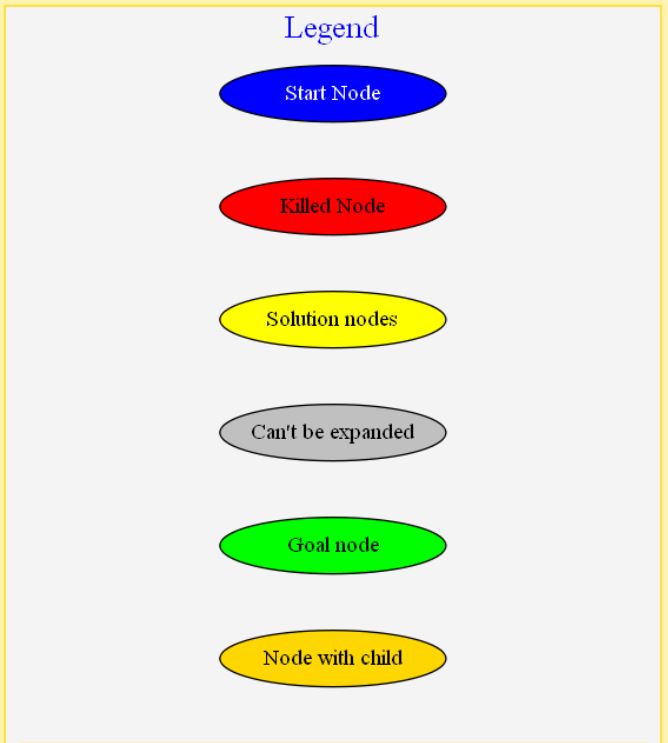 Legend
Start Node
Killed Node
Solution nodes
Can't be expanded
Goal node
Node with child